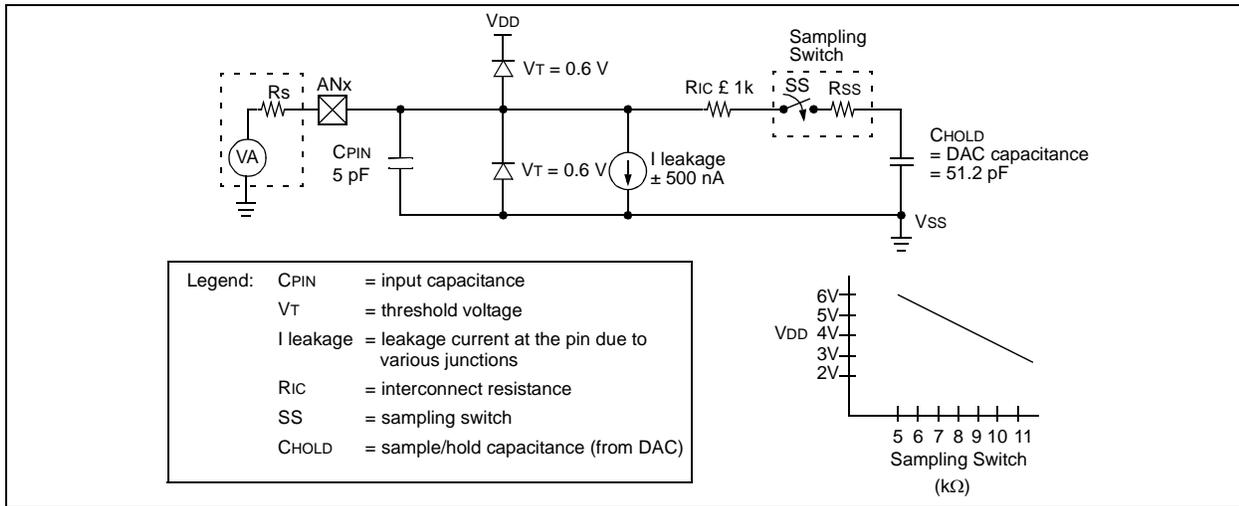 VDD
Sampling
Switch
VT = 0.6 V
Rs
ANx
RIC £ 1k
SS
RSS
VA
CPIN
5 pF
VT = 0.6 V
I leakage
± 500 nA
CHOLD
= DAC capacitance
= 51.2 pF
VSS
Legend: CPIN = input capacitance
VT = threshold voltage
I leakage = leakage current at the pin due to
various junctions
RIC = interconnect resistance
SS = sampling switch
CHOLD = sample/hold capacitance (from DAC)
6V
5V
VDD 4V
3V
2V
5 6 7 8 9 10 11
Sampling Switch
(kΩ)